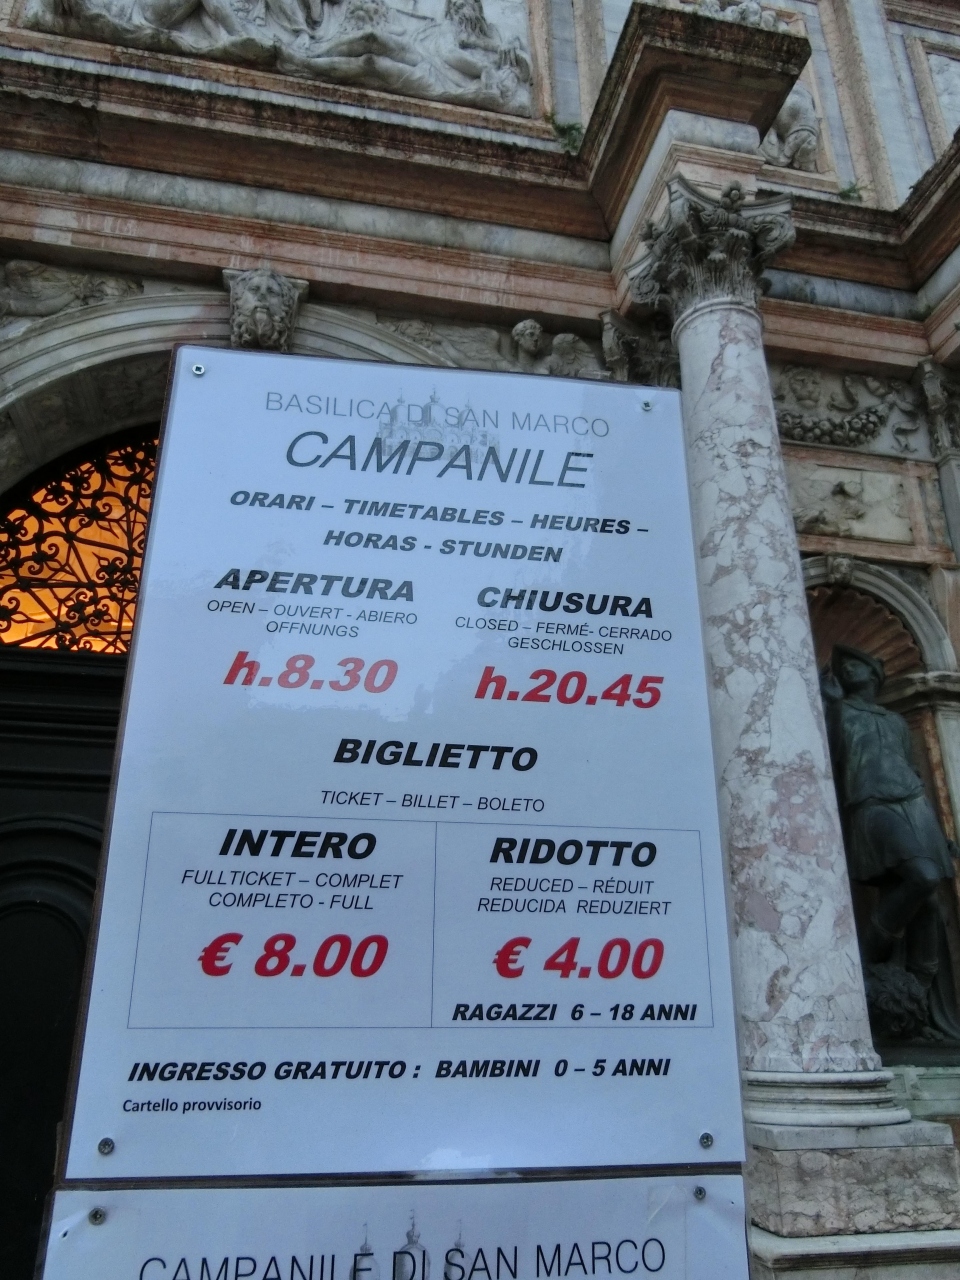 BASILICA DI SAN MARCO
CAMPANILE
ORARI – TIMETABLES – HEURES –
HORAS - STUNDEN
APERTURA
OPEN – OUVERT - ABIERO
OFFNUNGS
h.8.30
CHIUSURA
CLOSED – FERMÉ- CERRADO
GESCHLOSSEN
h.20.45
BIGLIETTO
TICKET – BILLET – BOLETO
INTERO
FULL TICKET – COMPLET
COMPLETO - FULL
€ 8.00
RIDOTTO
REDUCED – RÉDUIT
REDUCIDA REDUZIERT
€ 4.00
RAGAZZI 6 – 18 ANNI
INGRESSO GRATUITO : BAMBINI 0 – 5 ANNI
Cartello provvisorio
CAMPANILE DI SAN MARCO